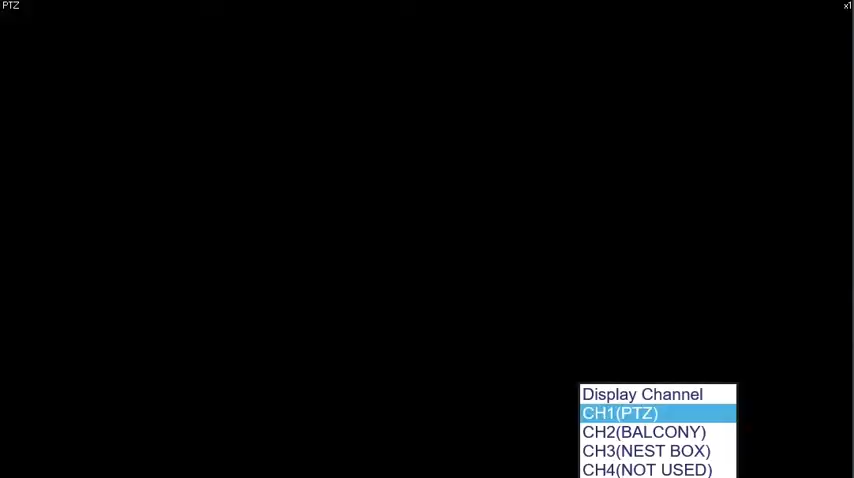 PTZ
x1
Display Channel
CH1(PTZ)
CH2(BALCONY)
CH3(NEST BOX)
CH4(NOT USED)